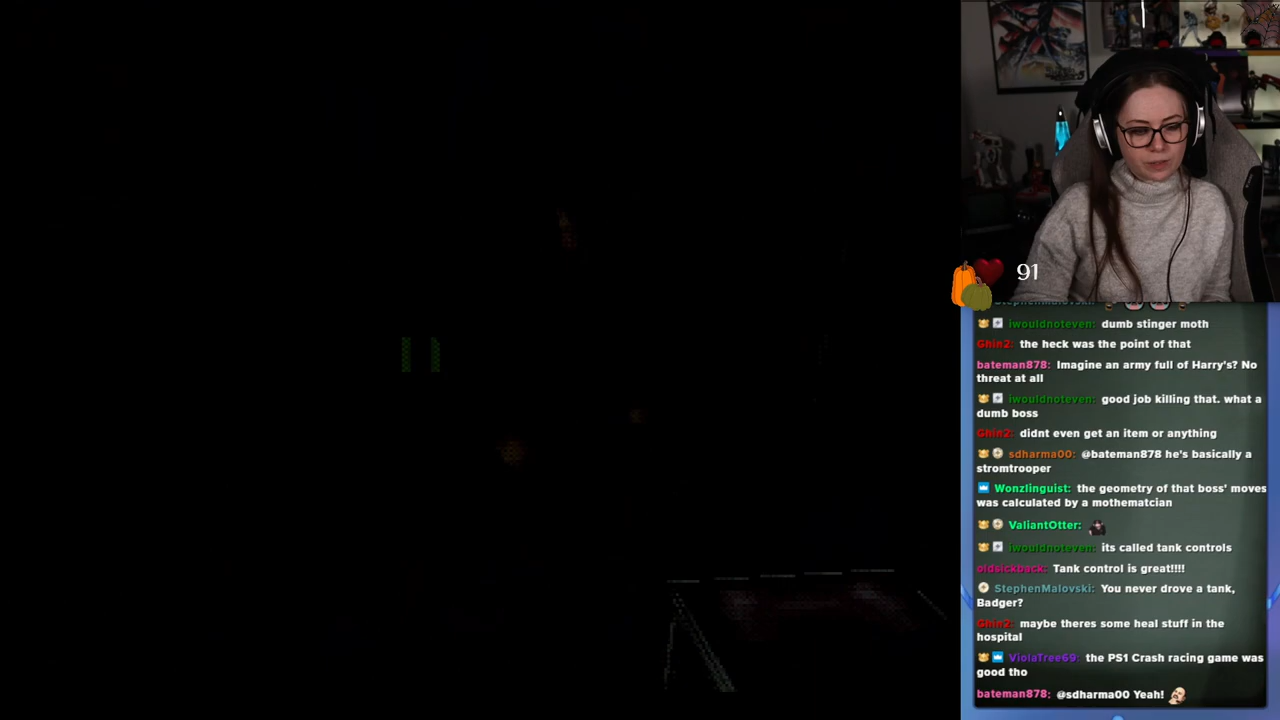 91
iwouldnoteven: dumb stinger moth
Ghin2: the heck was the point of that
bateman878: Imagine an army full of Harry's? No
threat at all
iwouldnoteven: good job killing that. what a
dumb boss
Ghin2: didnt even get an item or anything
sdharma00: @bateman878 he's basically a
stromtrooper
Wonzlinguist: the geometry of that boss' moves
was calculated by a mothematcian
ValiantOtter:
iwouldnoteven: its called tank controls
oldsickback: Tank control is great!!!!
StephenMalovski: You never drove a tank,
Badger?
Ghin2: maybe theres some heal stuff in the
hospital
ViolaTree69: the PS1 Crash racing game was
good tho
bateman878: @sdharma00 Yeah!